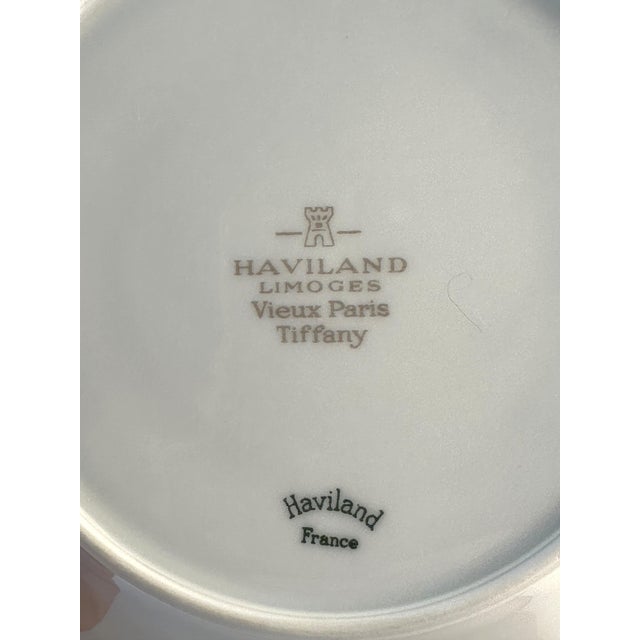 HAVILAND
LIMOGES
Vieux Paris
Tiffany
Haviland
France